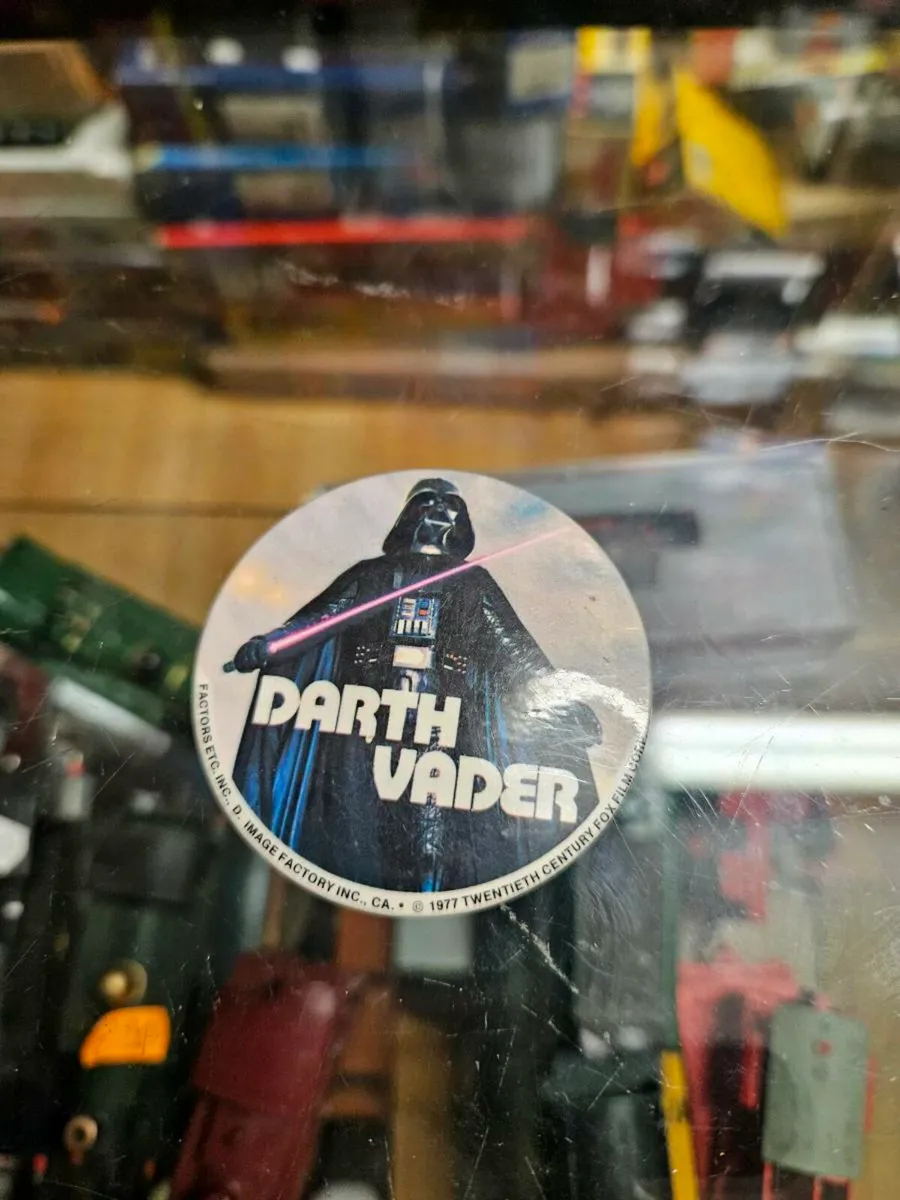 DARTH
VADER
FACTORS ETC. INC., D. IMAGE FACTORY INC., CA. • © 1977 TWENTIETH CENTURY FOX FILM